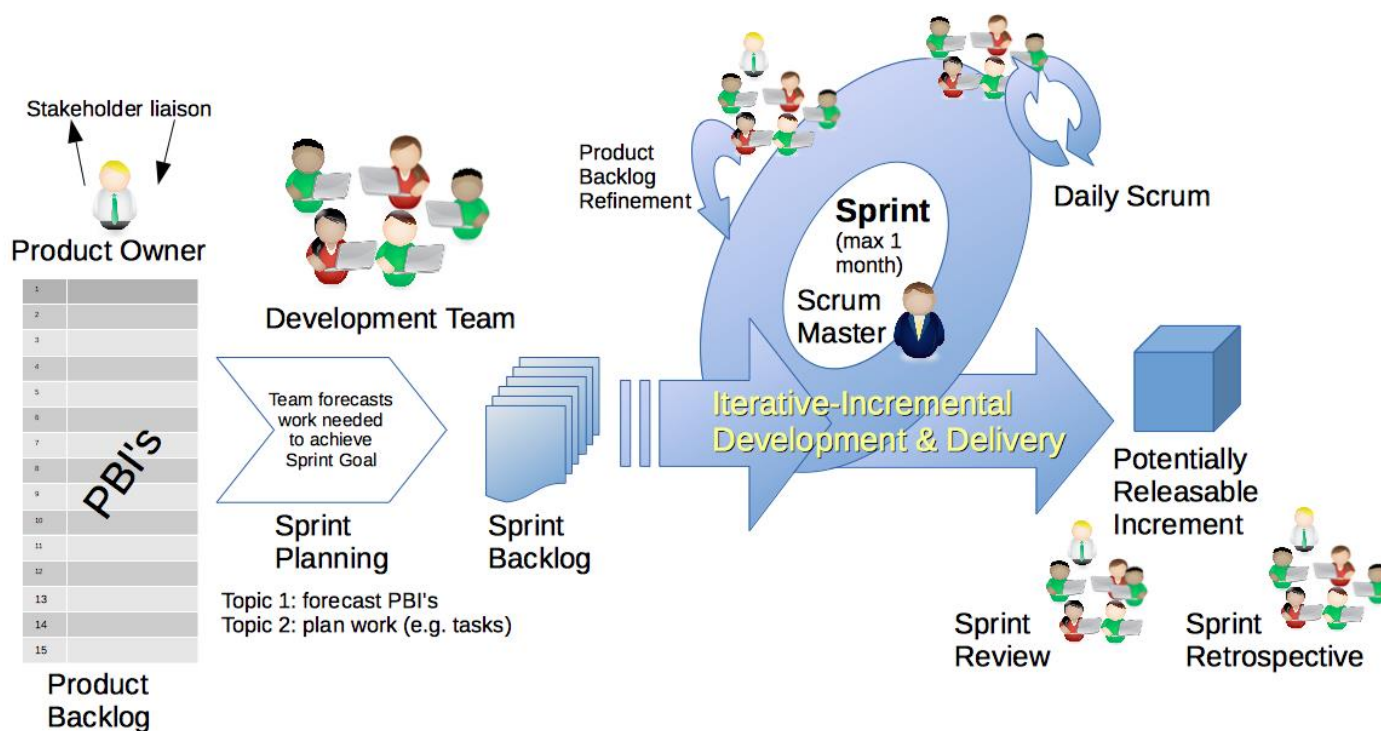 Stakeholder liaison
Product Owner
1
2
3
4
5
6
7
8
9
10
11
12
13
14
15
PBI's
Product
Backlog
Development Team
Team forecasts
work needed
to achieve
Sprint Goal
Sprint
Planning
Topic 1: forecast PBI's
Topic 2: plan work (e.g. tasks)
Sprint
Backlog
Product
Backlog
Refinement
Sprint
(max 1
month)
Scrum
Master
Daily Scrum
Iterative-Incremental
Development & Delivery
Potentially
Releasable
Increment
Sprint
Review
Sprint
Retrospective